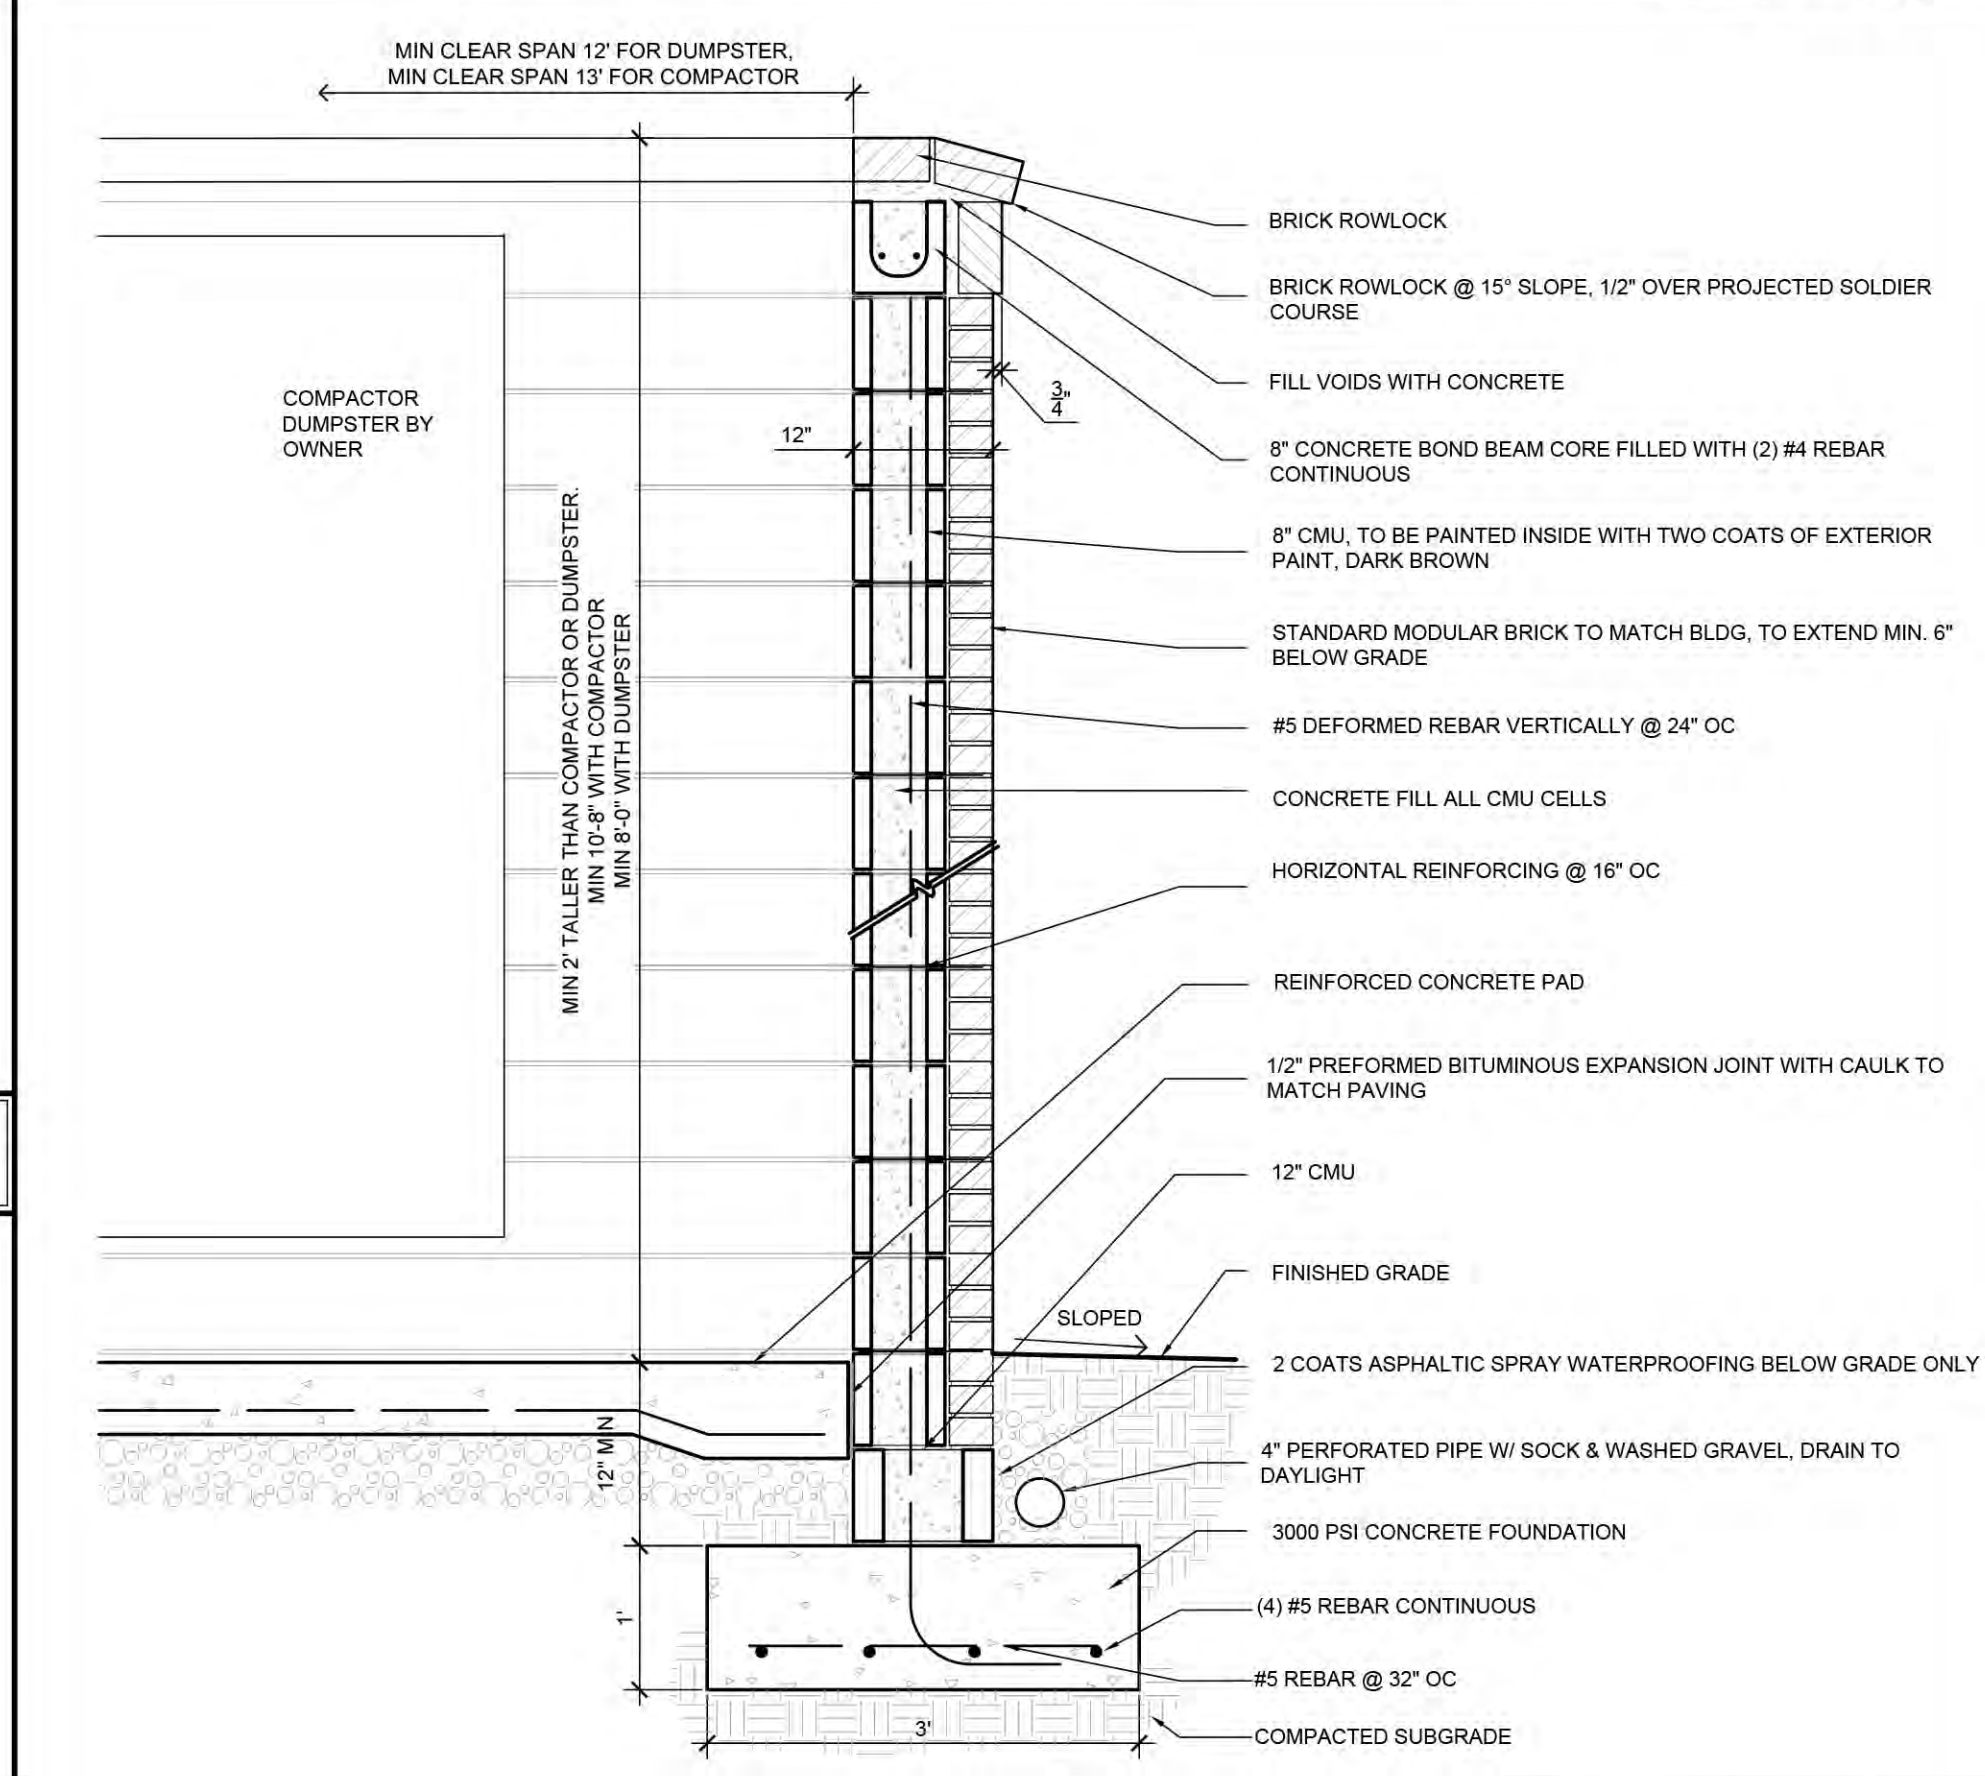 MIN CLEAR SPAN 12' FOR DUMPSTER,
MIN CLEAR SPAN 13' FOR COMPACTOR
COMPACTOR
DUMPSTER BY
OWNER
MIN 2' TALLER THAN COMPACTOR OR DUMPSTER.
MIN 10'-8" WITH COMPACTOR
MIN 8'-0" WITH DUMPSTER
12"
3/4"
BRICK ROWLOCK
BRICK ROWLOCK @ 15° SLOPE, 1/2" OVER PROJECTED SOLDIER
COURSE
FILL VOIDS WITH CONCRETE
8" CONCRETE BOND BEAM CORE FILLED WITH (2) #4 REBAR
CONTINUOUS
8" CMU, TO BE PAINTED INSIDE WITH TWO COATS OF EXTERIOR
PAINT, DARK BROWN
STANDARD MODULAR BRICK TO MATCH BLDG, TO EXTEND MIN. 6"
BELOW GRADE
#5 DEFORMED REBAR VERTICALLY @ 24" OC
CONCRETE FILL ALL CMU CELLS
HORIZONTAL REINFORCING @ 16" OC
REINFORCED CONCRETE PAD
1/2" PREFORMED BITUMINOUS EXPANSION JOINT WITH CAULK TO
MATCH PAVING
12" CMU
FINISHED GRADE
SLOPED
2 COATS ASPHALTIC SPRAY WATERPROOFING BELOW GRADE ONLY
4" PERFORATED PIPE W/ SOCK & WASHED GRAVEL, DRAIN TO
DAYLIGHT
3000 PSI CONCRETE FOUNDATION
(4) #5 REBAR CONTINUOUS
#5 REBAR @ 32" OC
COMPACTED SUBGRADE
12" MIN
1'
3'